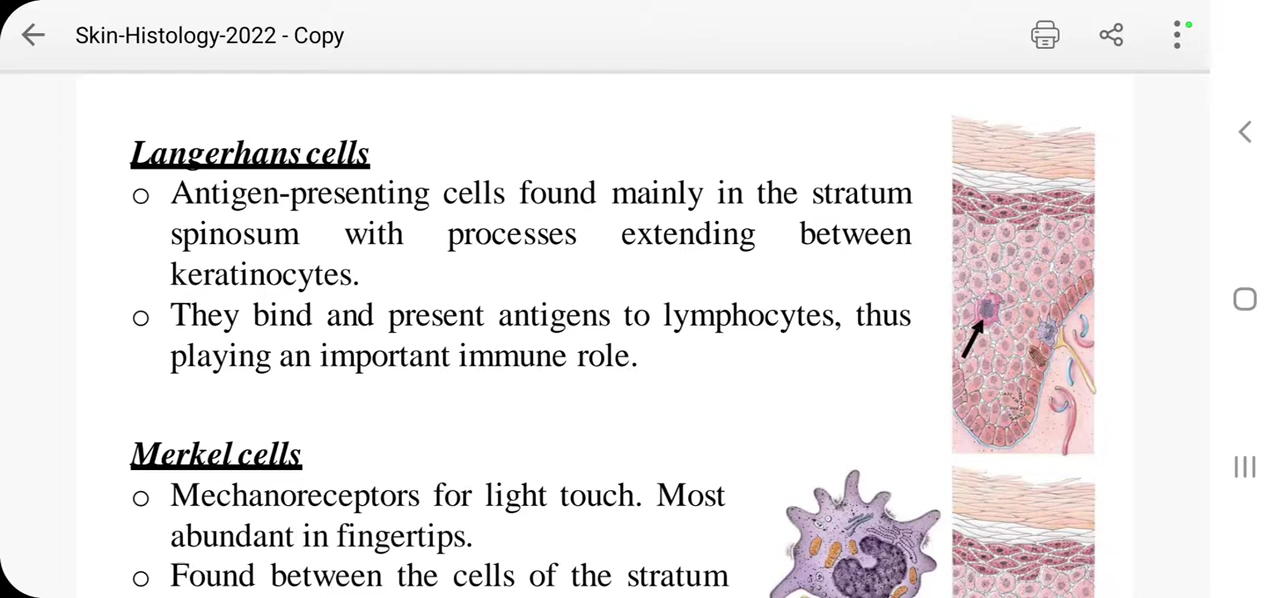 Skin-Histology-2022 - Copy
Langerhans cells
o Antigen-presenting cells found mainly in the stratum
spinosum with processes extending between
keratinocytes.
o They bind and present antigens to lymphocytes, thus
playing an important immune role.
Merkel cells
o Mechanoreceptors for light touch. Most
abundant in fingertips.
o Found between the cells of the stratum